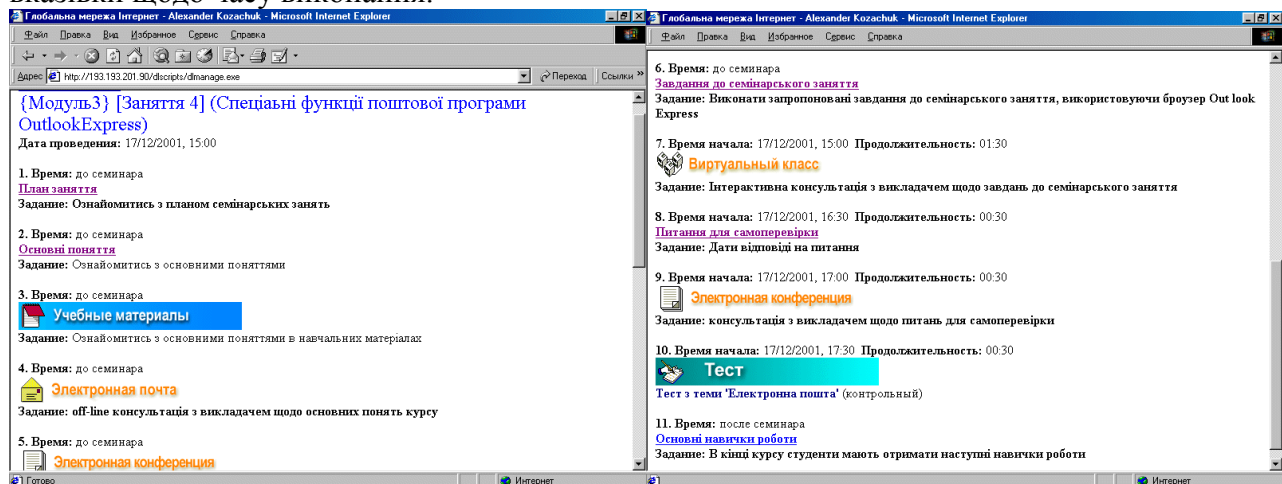 вказівки щодо часу виконання.
Глобальна мережа Інтернет - Alexander Kozachuk - Microsoft Internet Explorer
Файл Правка Вид Избранное Сервис Справка
Адрес http://193.193.201.90/dlscripts/dlmanage.exe Переход Ссылки »
{Модуль3} [Заняття 4] (Спеціаьні функції поштової програми
OutlookExpress)
Дата проведения: 17/12/2001, 15:00
1. Время: до семинара
План заняття
Задание: Ознайомитись з планом семінарських занять
2. Время: до семинара
Основні поняття
Задание: Ознайомитись з основними поняттями
3. Время: до семинара
Учебные материалы
Задание: Ознайомитись з основними поняттями в навчальних матеріалах
4. Время: до семинара
Электронная почта
Задание: off-line консультація з викладачем щодо основних понять курсу
5. Время: до семинара
Электронная конференция
Готово Интернет
Глобальна мережа Інтернет - Alexander Kozachuk - Microsoft Internet Explorer
Файл Правка Вид Избранное Сервис Справка
6. Время: до семинара
Завдання до семінарського заняття
Задание: Виконати запропоновані завдання до семінарського заняття, використовуючи броузер Out look
Express
7. Время начала: 17/12/2001, 15:00 Продолжительность: 01:30
Виртуальный класс
Задание: Інтерактивна консультація з викладачем щодо завдань до семінарського заняття
8. Время начала: 17/12/2001, 16:30 Продолжительность: 00:30
Питання для самоперевірки
Задание: Дати відповіді на питання
9. Время начала: 17/12/2001, 17:00 Продолжительность: 00:30
Электронная конференция
Задание: консультація з викладачем щодо питань для самоперевірки
10. Время начала: 17/12/2001, 17:30 Продолжительность: 00:30
Тест
Тест з теми 'Електронна пошта' (контрольный)
11. Время: после семинара
Основні навички роботи
Задание: В кінці курсу студенти мають отримати наступні навички роботи
Интернет